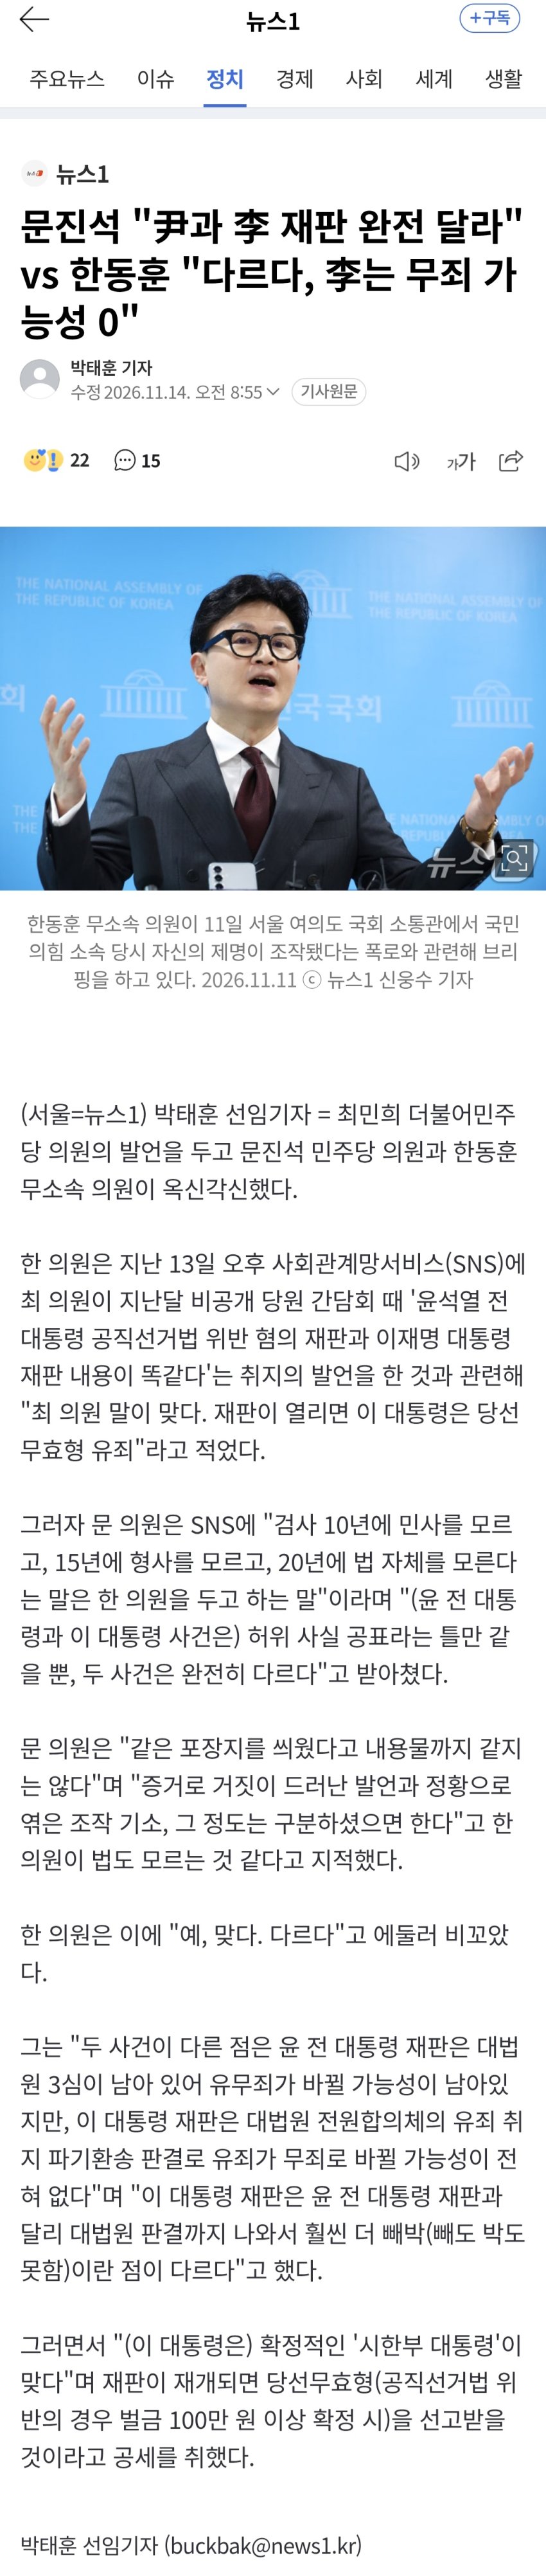 뉴스1
+구독
주요뉴스 이슈 정치 경제 사회 세계 생활
뉴스1
문진석 "尹과 李 재판 완전 달라"
vs 한동훈 "다르다, 李는 무죄 가
능성 0"
박태훈 기자
수정 2026.11.14. 오전 8:55
기사원문
22 15
가가
THE NATIONAL ASSEMBLY OF
THE REPUBLIC OF KOREA
THE NATIONAL ASSEMBLY OF
THE REPUBLIC OF KOREA
회
국국회
THE
THE
뉴스
한동훈 무소속 의원이 11일 서울 여의도 국회 소통관에서 국민
의힘 소속 당시 자신의 제명이 조작됐다는 폭로와 관련해 브리
핑을 하고 있다. 2026.11.11 ⓒ 뉴스1 신웅수 기자
(서울=뉴스1) 박태훈 선임기자 = 최민희 더불어민주
당 의원의 발언을 두고 문진석 민주당 의원과 한동훈
무소속 의원이 옥신각신했다.
한 의원은 지난 13일 오후 사회관계망서비스(SNS)에
최 의원이 지난달 비공개 당원 간담회 때 '윤석열 전
대통령 공직선거법 위반 혐의 재판과 이재명 대통령
재판 내용이 똑같다'는 취지의 발언을 한 것과 관련해
"최 의원 말이 맞다. 재판이 열리면 이 대통령은 당선
무효형 유죄"라고 적었다.
그러자 문 의원은 SNS에 "검사 10년에 민사를 모르
고, 15년에 형사를 모르고, 20년에 법 자체를 모른다
는 말은 한 의원을 두고 하는 말"이라며 "(윤 전 대통
령과 이 대통령 사건은) 허위 사실 공표라는 틀만 같
을 뿐, 두 사건은 완전히 다르다"고 받아쳤다.
문 의원은 "같은 포장지를 씌웠다고 내용물까지 같지
는 않다"며 "증거로 거짓이 드러난 발언과 정황으로
엮은 조작 기소, 그 정도는 구분하셨으면 한다"고 한
의원이 법도 모르는 것 같다고 지적했다.
한 의원은 이에 "예, 맞다. 다르다"고 에둘러 비꼬았
다.
그는 "두 사건이 다른 점은 윤 전 대통령 재판은 대법
원 3심이 남아 있어 유무죄가 바뀔 가능성이 남아있
지만, 이 대통령 재판은 대법원 전원합의체의 유죄 취
지 파기환송 판결로 유죄가 무죄로 바뀔 가능성이 전
혀 없다"며 "이 대통령 재판은 윤 전 대통령 재판과
달리 대법원 판결까지 나와서 훨씬 더 빼박(빼도 박도
못함)이란 점이 다르다"고 했다.
그러면서 "(이 대통령은) 확정적인 '시한부 대통령'이
맞다"며 재판이 재개되면 당선무효형(공직선거법 위
반의 경우 벌금 100만 원 이상 확정 시)을 선고받을
것이라고 공세를 취했다.
박태훈 선임기자 (buckbak@news1.kr)